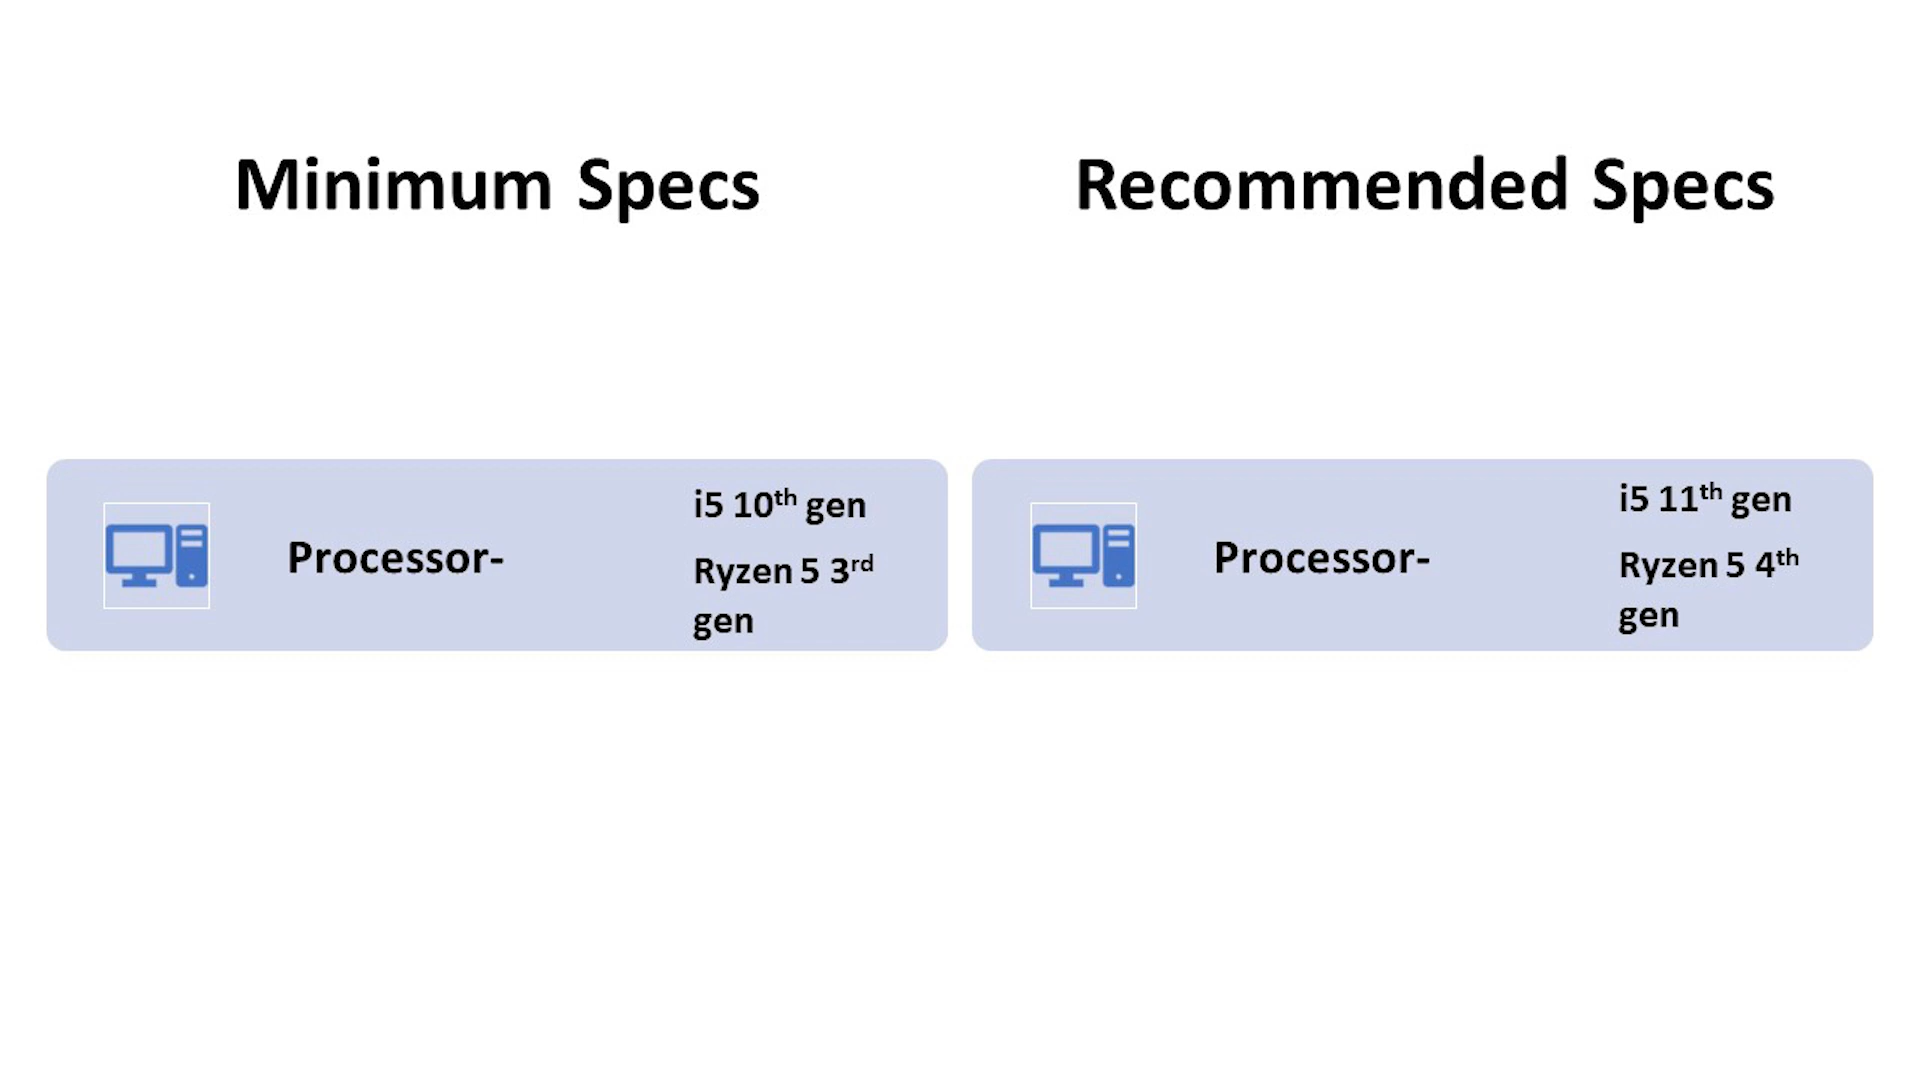 Minimum Specs
Recommended Specs
Processor-
i5 10th gen
Ryzen 5 3rd
gen
Processor-
i5 11th gen
Ryzen 5 4th
gen